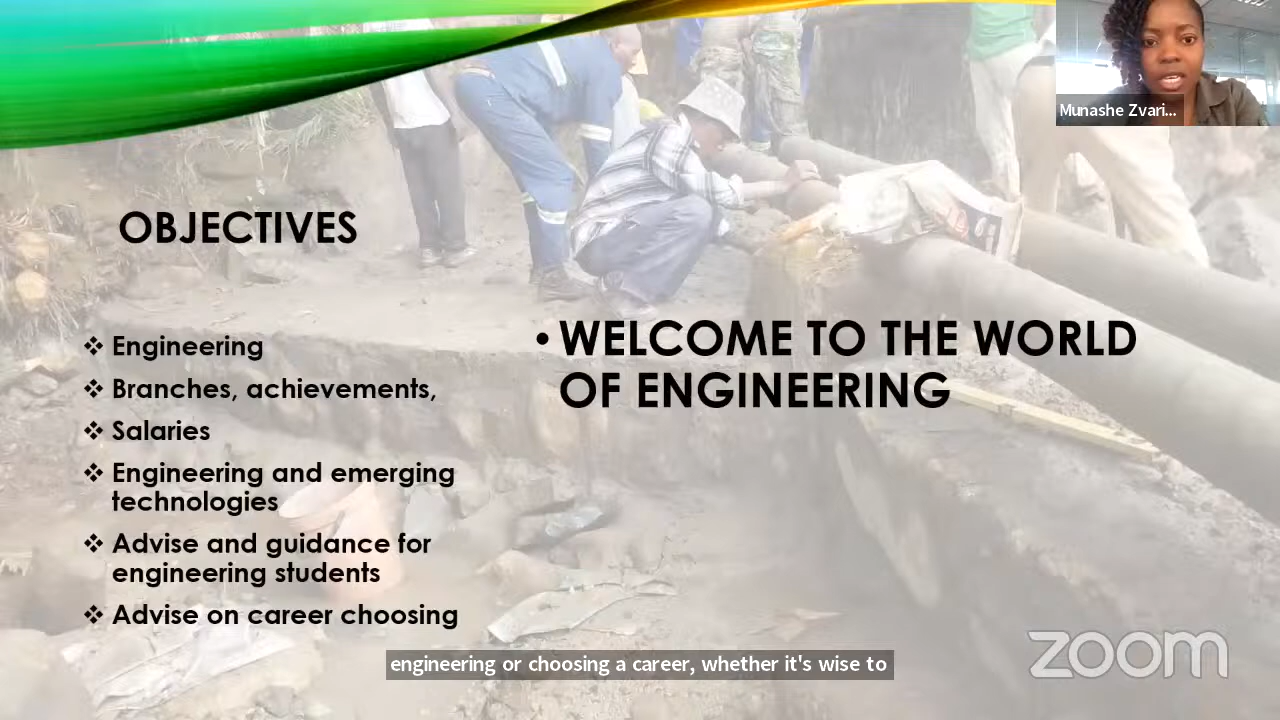 Munashe Zvari...
OBJECTIVES
❖ Engineering
❖ Branches, achievements,
❖ Salaries
❖ Engineering and emerging
technologies
❖ Advise and guidance for
engineering students
❖ Advise on career choosing
• WELCOME TO THE WORLD
OF ENGINEERING
engineering or choosing a career, whether it's wise to
zoom